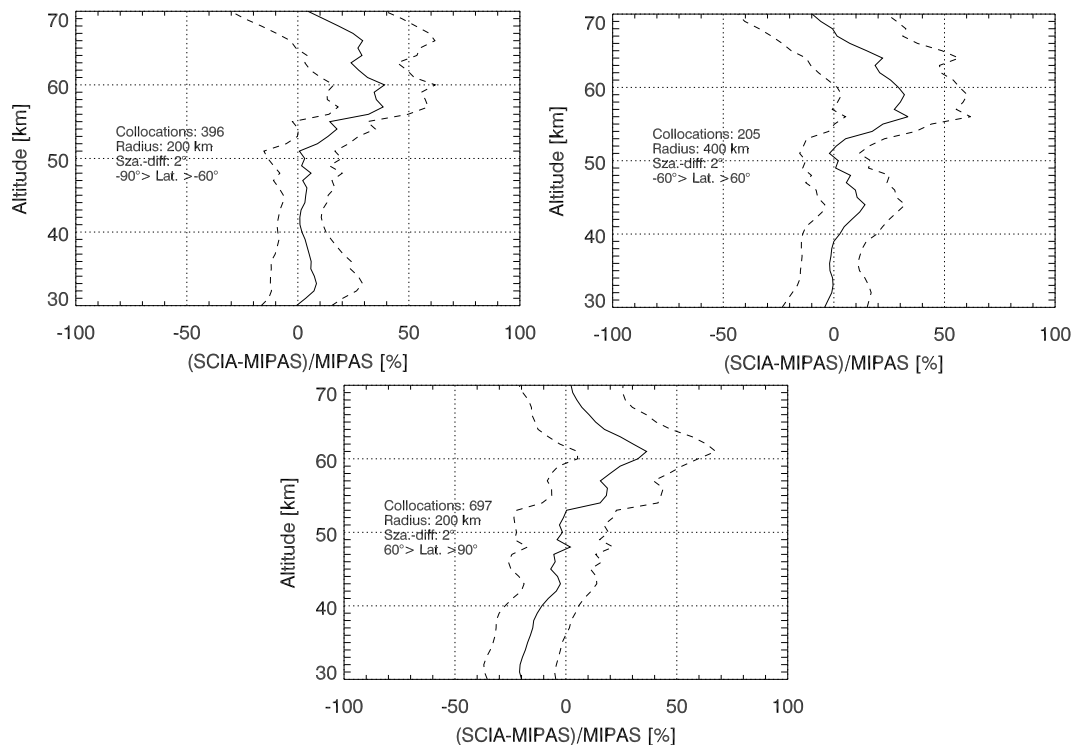 70
60
50
40
30
Altitude [km]
Collocations: 396
Radius: 200 km
Sza.-diff: 2°
-90°> Lat. >-60°
-100 -50 0 50 100
(SCIA-MIPAS)/MIPAS [%]
70
60
50
40
30
Altitude [km]
Collocations: 205
Radius: 400 km
Sza.-diff: 2°
-60°> Lat. >60°
-100 -50 0 50 100
(SCIA-MIPAS)/MIPAS [%]
70
60
50
40
30
Altitude [km]
Collocations: 697
Radius: 200 km
Sza.-diff: 2°
60°> Lat. >90°
-100 -50 0 50 100
(SCIA-MIPAS)/MIPAS [%]